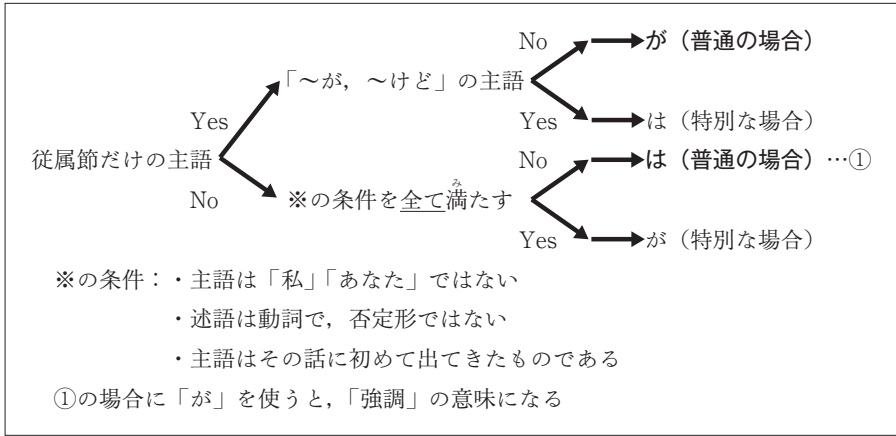 No が（普通の場合）
「～が，～けど」の主語
Yes Yes は（特別な場合）
従属節だけの主語 No は（普通の場合）…①
み
No ※の条件を全て満たす
Yes が（特別な場合）
※の条件：・主語は「私」「あなた」ではない
・述語は動詞で，否定形ではない
・主語はその話に初めて出てきたものである
①の場合に「が」を使うと，「強調」の意味になる